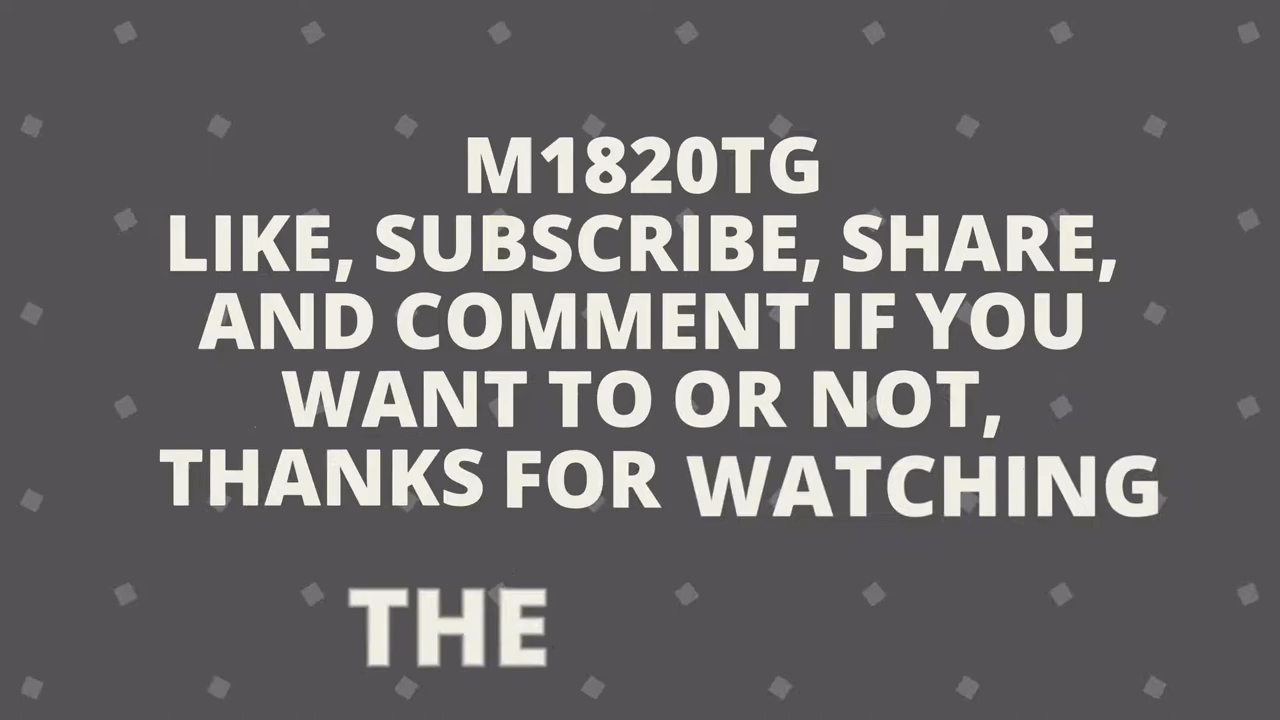 M1820TG
LIKE, SUBSCRIBE, SHARE,
AND COMMENT IF YOU
WANT TO OR NOT,
THANKS FOR WATCHING
THE